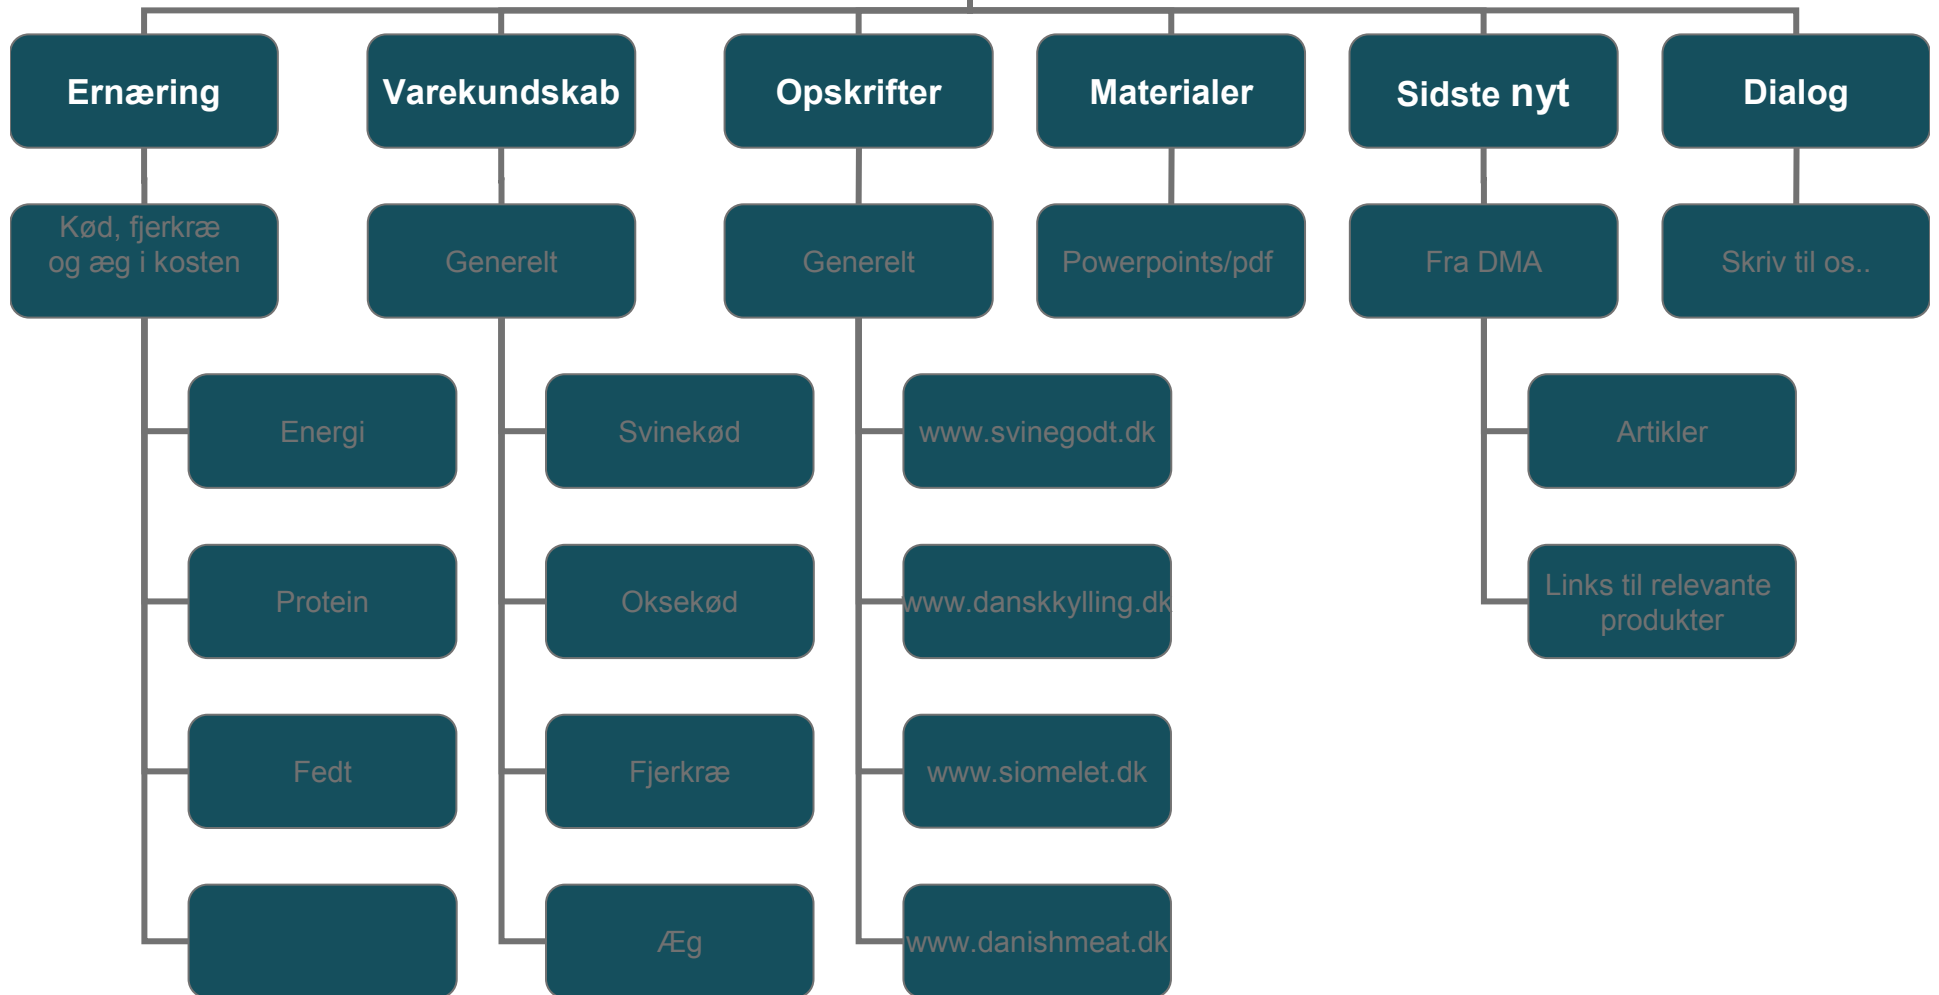 Ernæring
Varekundskab
Opskrifter
Materialer
Sidste nyt
Dialog
Kød, fjerkræ
og æg i kosten
Generelt
Generelt
Powerpoints/pdf
Fra DMA
Skriv til os..
Energi
Svinekød
www.svinegodt.dk
Artikler
Protein
Oksekød
www.danskkylling.dk
Links til relevante
produkter
Fedt
Fjerkræ
www.siomelet.dk
Æg
www.danishmeat.dk